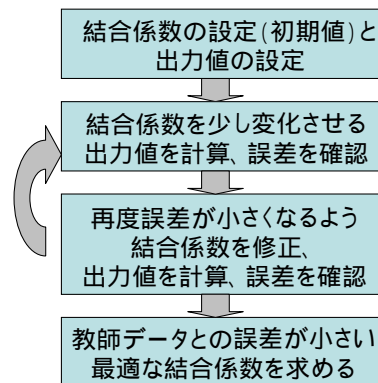 結合係数の設定(初期値)と
出力値の設定
結合係数を少し変化させる
出力値を計算、誤差を確認
再度誤差が小さくなるよう
結合係数を修正、
出力値を計算、誤差を確認
教師データとの誤差が小さい
最適な結合係数を求める